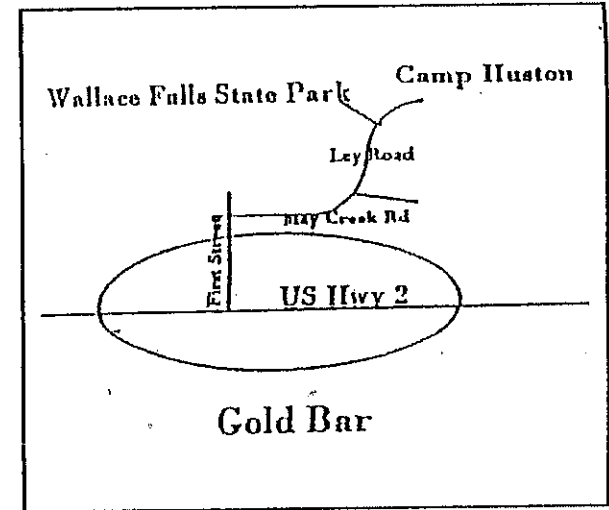 Camp Huston
Wallace Falls State Park
Ley Road
May Creek Rd
First Street
US Hwy 2
Gold Bar